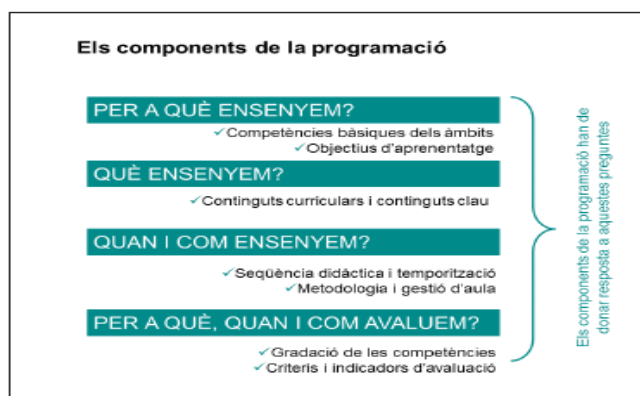 Els components de la programació
PER A QUÈ ENSENYEM?
✓Competències bàsiques dels àmbits
✓Objectius d'aprenentatge
QUÈ ENSENYEM?
✓Continguts curriculars i continguts clau
QUAN I COM ENSENYEM?
✓Seqüència didàctica i temporització
✓Metodologia i gestió d'aula
PER A QUÈ, QUAN I COM AVALUEM?
✓Gradació de les competències
✓Criteris i indicadors d'avaluació
Els components de la programació han de
donar resposta a aquestes preguntes